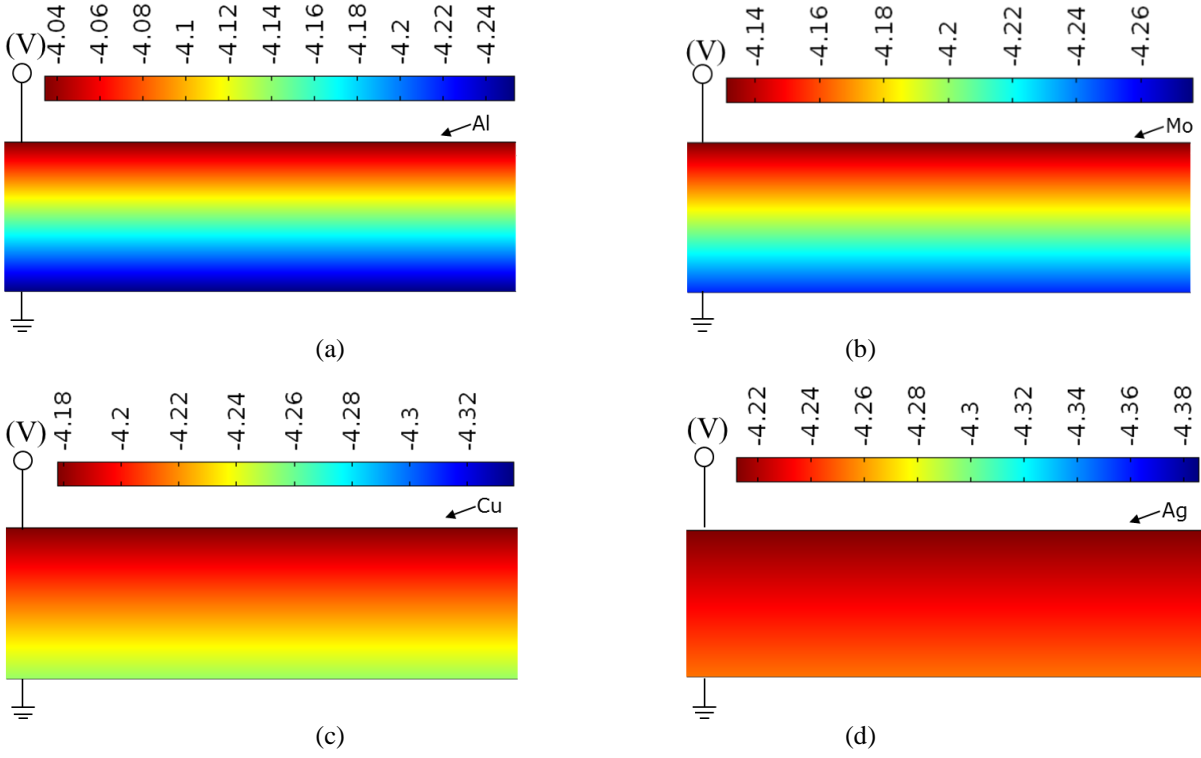 -4.04 -4.06 -4.08 -4.1 -4.12 -4.14 -4.16 -4.18 -4.2 -4.22 -4.24
(V)
Al
(a)
-4.14 -4.16 -4.18 -4.2 -4.22 -4.24 -4.26
(V)
Mo
(b)
-4.18 -4.2 -4.22 -4.24 -4.26 -4.28 -4.3 -4.32
(V)
Cu
(c)
-4.22 -4.24 -4.26 -4.28 -4.3 -4.32 -4.34 -4.36 -4.38
(V)
Ag
(d)